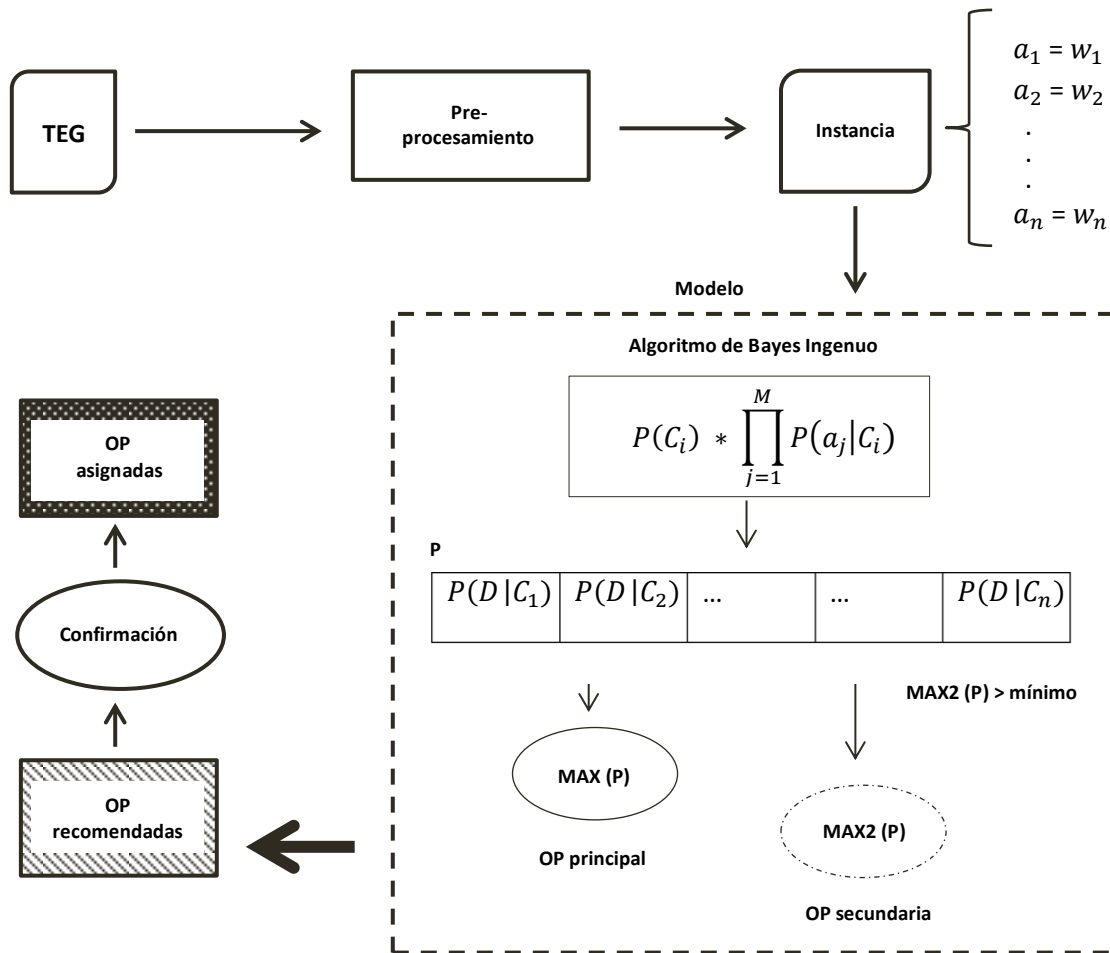 TEG
Pre-
procesamiento
Instancia
a₁ = w₁
a₂ = w₂
.
.
.
aₙ = wₙ
Modelo
Algoritmo de Bayes Ingenuo
P(Cᵢ) * ∏_{j=1}^{M} P(aⱼ|Cᵢ)
P
P(D |C₁) P(D |C₂) ... ... P(D |Cₙ)
MAX2 (P) > mínimo
MAX (P)
OP principal
MAX2 (P)
OP secundaria
OP
asignadas
Confirmación
OP
recomendadas